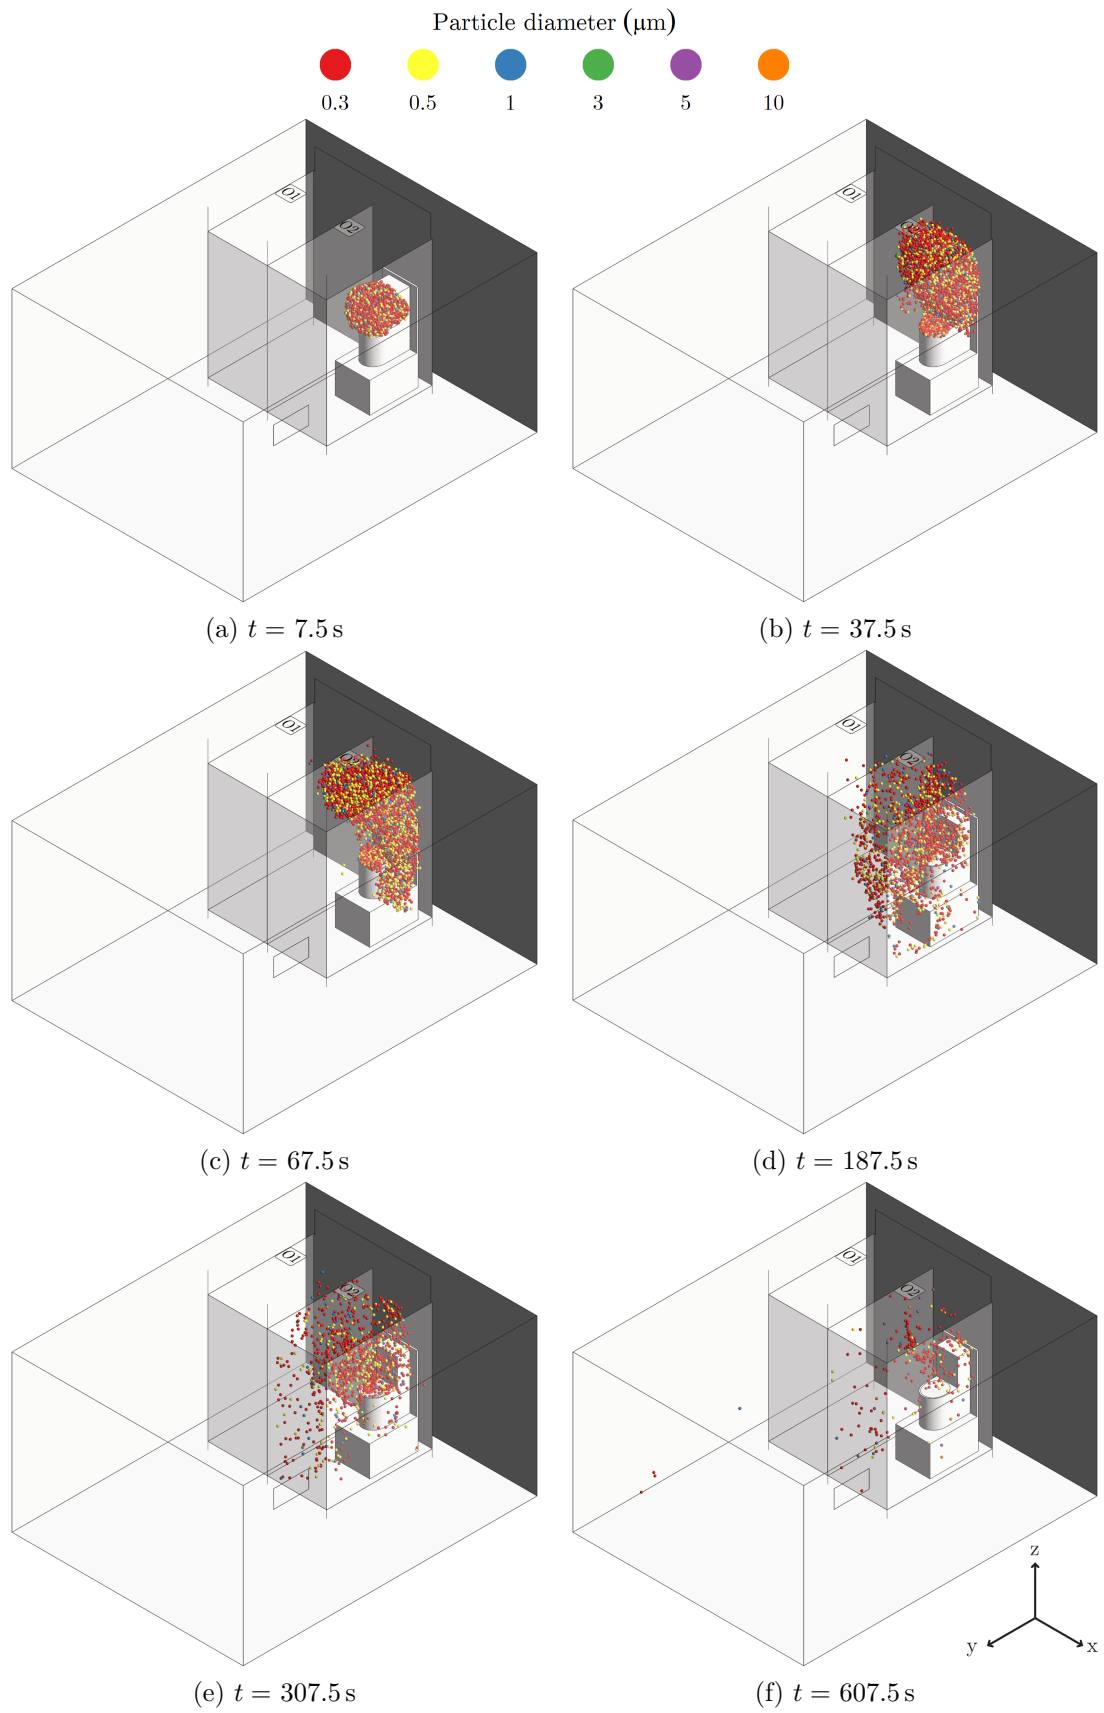 Particle diameter (μm)
0.3 0.5 1 3 5 10
O1 O2
O1 O2
(a) t = 7.5 s (b) t = 37.5 s
O1 O2
O1 O2
(c) t = 67.5 s (d) t = 187.5 s
O1 O2
O1 O2
z
y x
(e) t = 307.5 s (f) t = 607.5 s